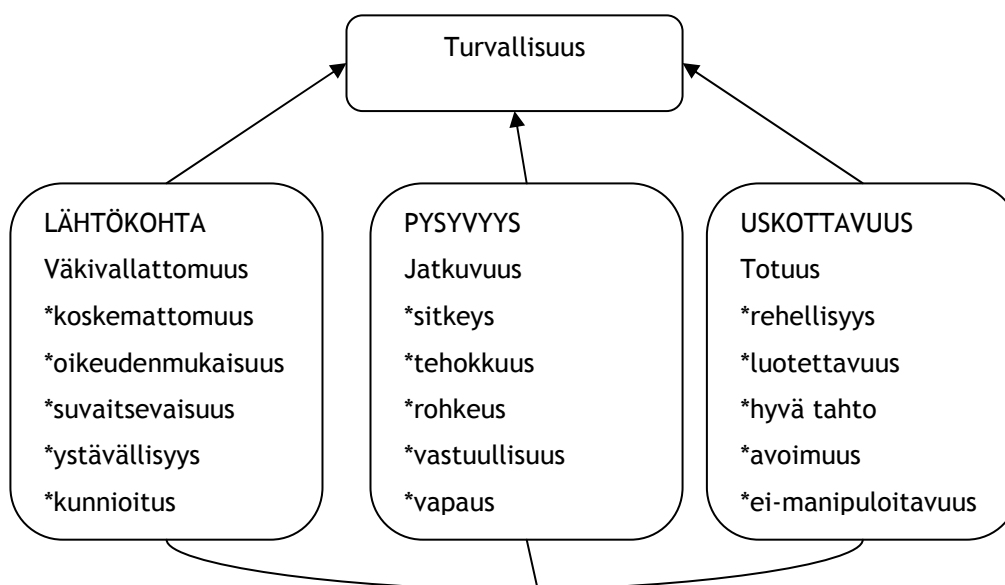 Turvallisuus
LÄHTÖKOHTA
Väkivallattomuus
*koskemattomuus
*oikeudenmukaisuus
*suvaitsevaisuus
*ystävällisyys
*kunnioitus
PYSYVYYS
Jatkuvuus
*sitkeys
*tehokkuus
*rohkeus
*vastuullisuus
*vapaus
USKOTTAVUUS
Totuus
*rehellisyys
*luotettavuus
*hyvä tahto
*avoimuus
*ei-manipuloitavuus